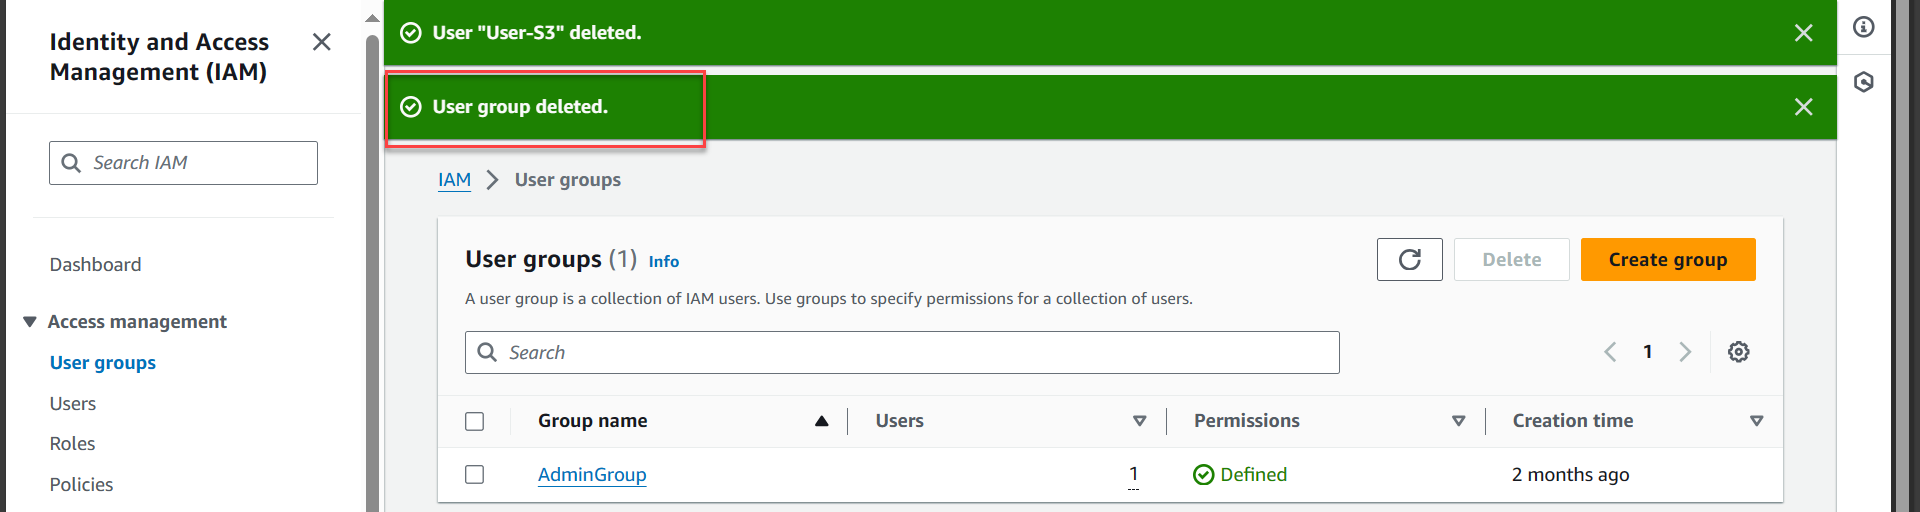 Identity and Access
Management (IAM)
Search IAM
Dashboard
Access management
User groups
Users
Roles
Policies
User "User-S3" deleted.
User group deleted.
IAM
User groups
User groups (1) Info
Delete
Create group
A user group is a collection of IAM users. Use groups to specify permissions for a collection of users.
Search
1
Group name
Users
Permissions
Creation time
AdminGroup
1
Defined
2 months ago